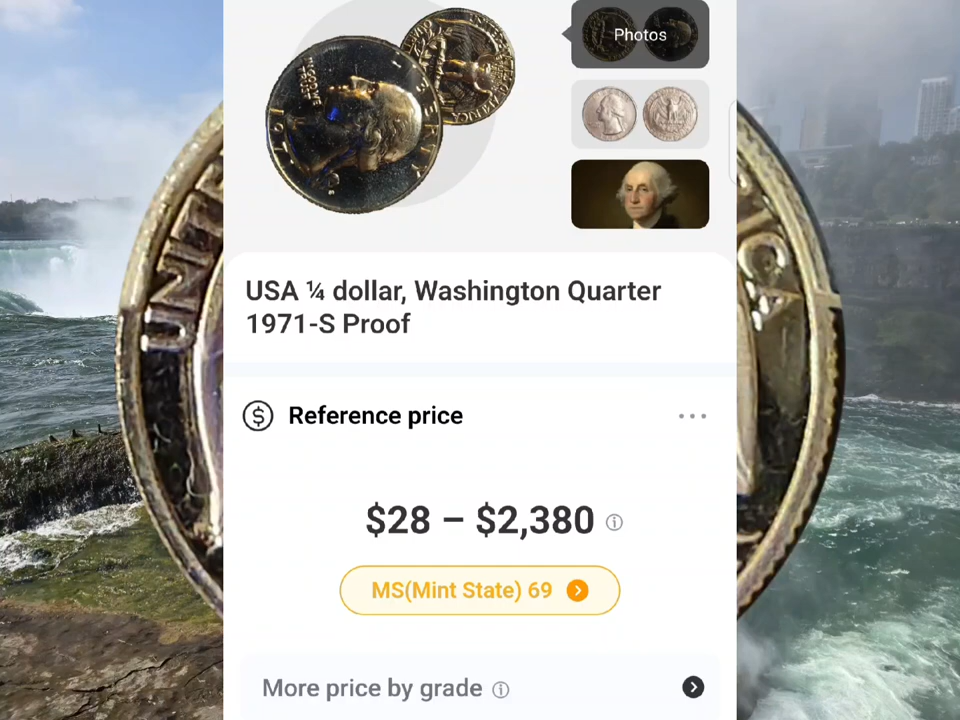 Photos
USA ¼ dollar, Washington Quarter
1971-S Proof
Reference price
$28 – $2,380
MS(Mint State) 69
More price by grade